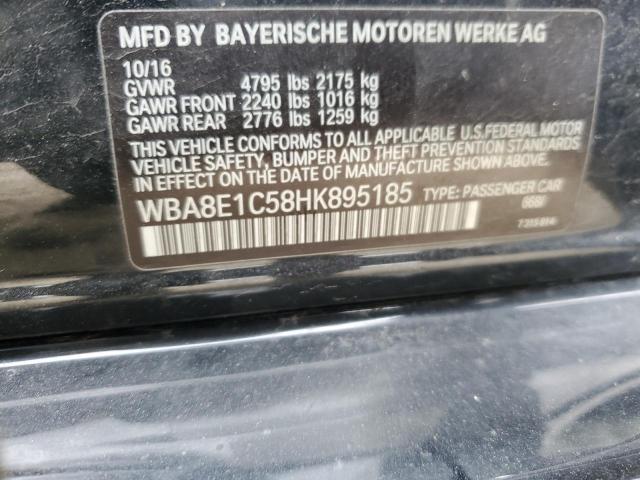 MFD BY BAYERISCHE MOTOREN WERKE AG
10/16
GVWR 4795 lbs 2175 kg
GAWR FRONT 2240 lbs 1016 kg
GAWR REAR 2776 lbs 1259 kg
THIS VEHICLE CONFORMS TO ALL APPLICABLE U.S. FEDERAL MOTOR
VEHICLE SAFETY, BUMPER AND THEFT PREVENTION STANDARDS
IN EFFECT ON THE DATE OF MANUFACTURE SHOWN ABOVE.
WBA8E1C58HK895185 TYPE: PASSENGER CAR